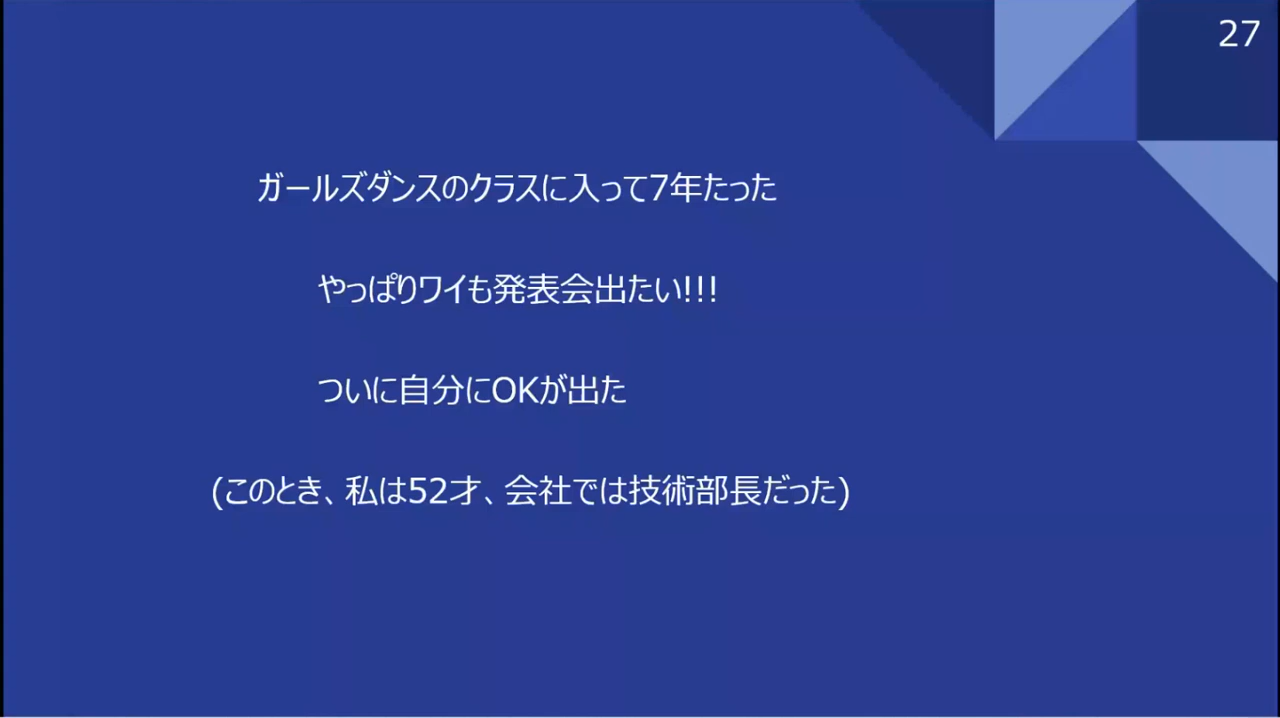 27
ガールズダンスのクラスに入って7年たった
やっぱりワイも発表会出たい!!!
ついに自分にOKが出た
(このとき、私は52才、会社では技術部長だった)